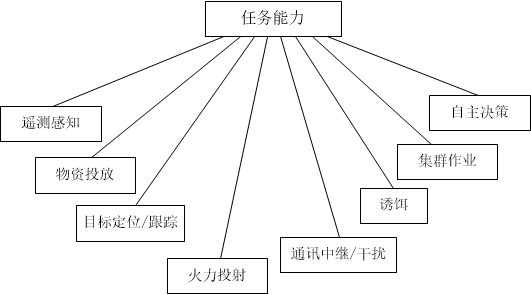 任务能力
遥测感知
物资投放
目标定位/跟踪
火力投射
通讯中继/干扰
诱饵
集群作业
自主决策